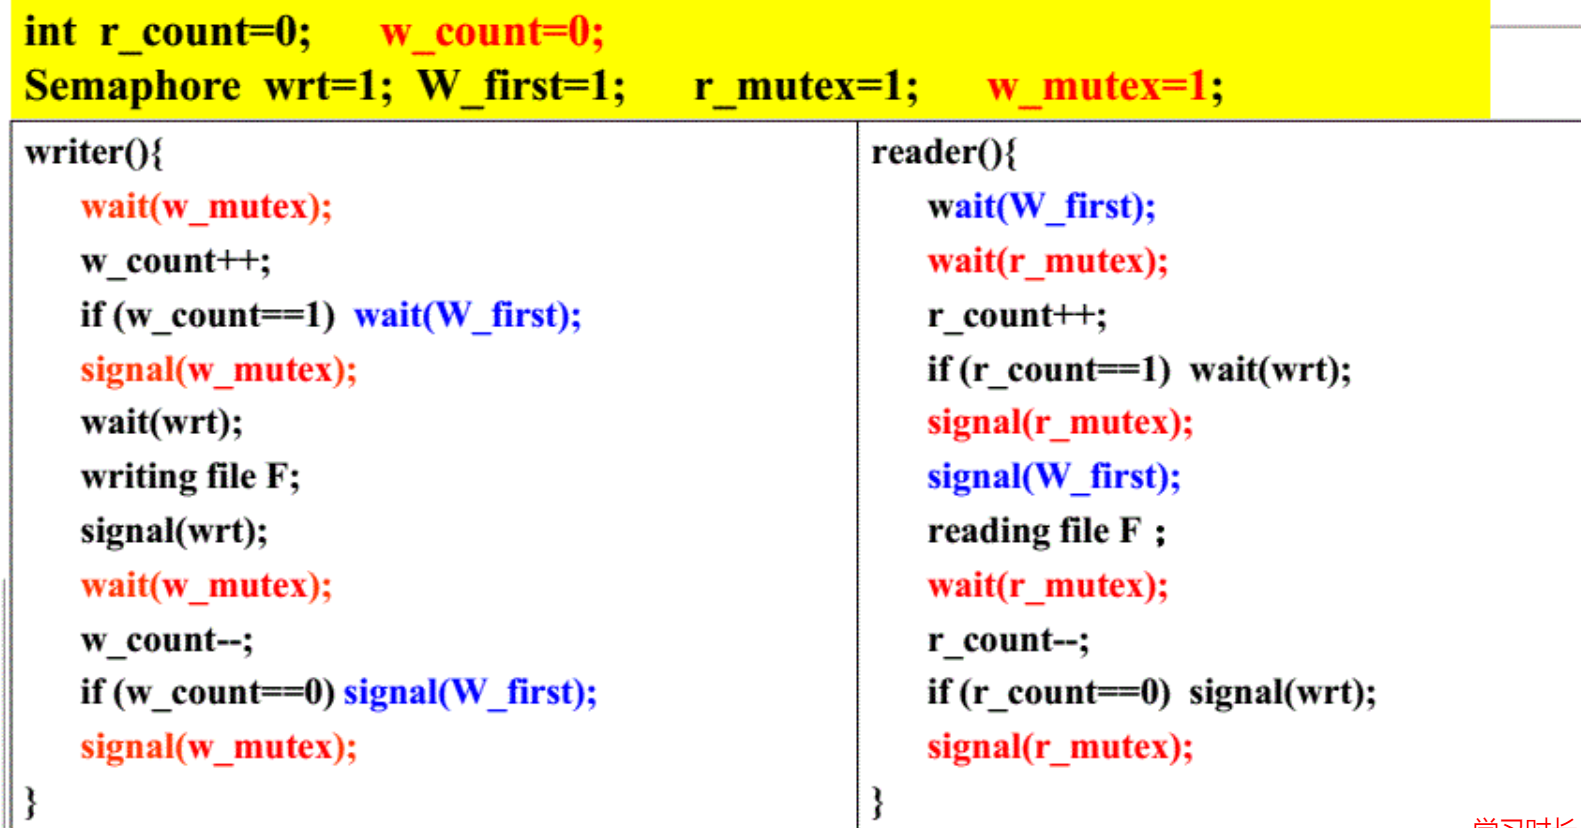 int r_count=0; w_count=0;
Semaphore wrt=1; W_first=1; r_mutex=1; w_mutex=1;
writer(){
wait(w_mutex);
w_count++;
if (w_count==1) wait(W_first);
signal(w_mutex);
wait(wrt);
writing file F;
signal(wrt);
wait(w_mutex);
w_count--;
if (w_count==0) signal(W_first);
signal(w_mutex);
}
reader(){
wait(W_first);
wait(r_mutex);
r_count++;
if (r_count==1) wait(wrt);
signal(r_mutex);
signal(W_first);
reading file F ；
wait(r_mutex);
r_count--;
if (r_count==0) signal(wrt);
signal(r_mutex);
}